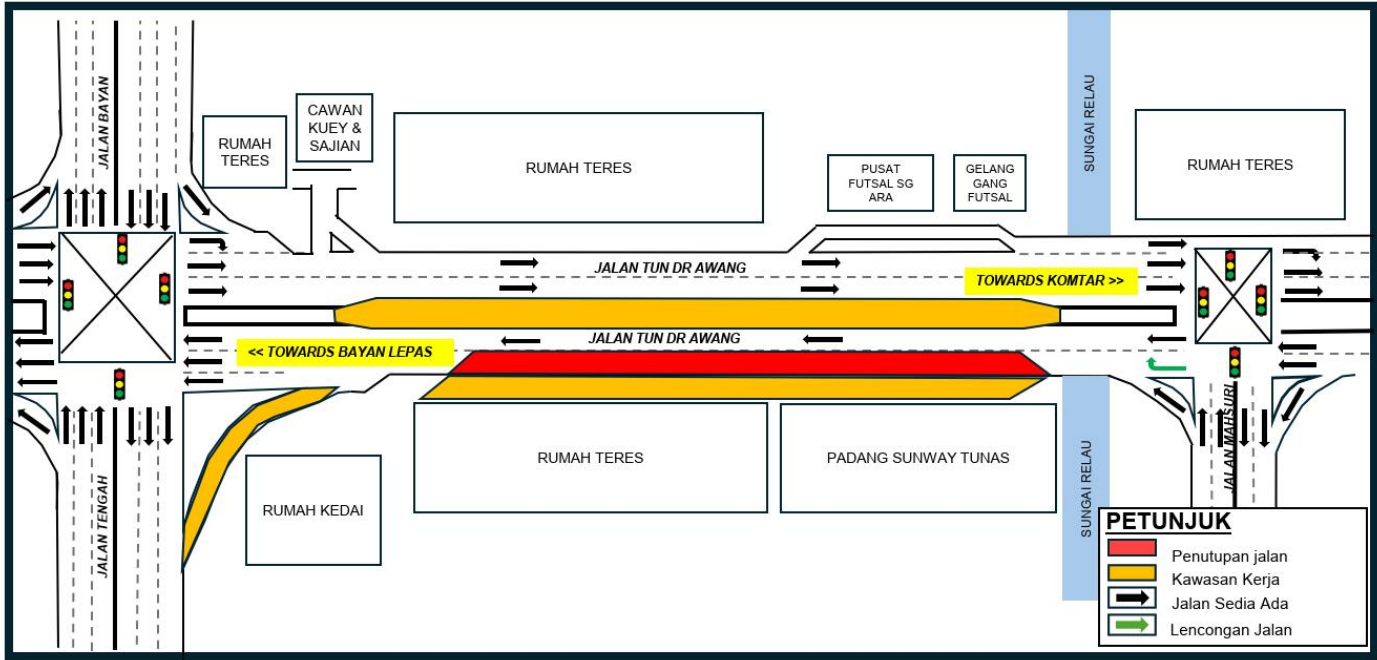 JALAN BAYAN
RUMAH
TERES
CAWAN
KUEY &
SAJIAN
RUMAH TERES
PUSAT
FUTSAL SG
ARA
GELANG
GANG
FUTSAL
SUNGAI RELAU
RUMAH TERES
JALAN TUN DR AWANG
TOWARDS KOMTAR >>
JALAN TUN DR AWANG
<< TOWARDS BAYAN LEPAS
JALAN TENGAH
RUMAH KEDAI
RUMAH TERES
PADANG SUNWAY TUNAS
SUNGAI RELAU
JALAN MAHSURI
PETUNJUK
Penutupan jalan
Kawasan Kerja
Jalan Sedia Ada
Lencongan Jalan